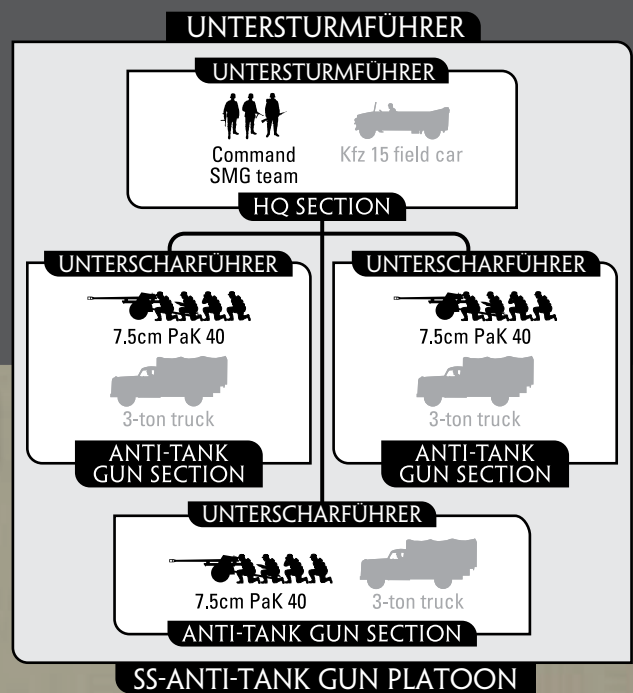 UNTERSTURMFÜHRER
UNTERSTURMFÜHRER
Command
SMG team
Kfz 15 field car
HQ SECTION
UNTERSCHARFÜHRER
7.5cm PaK 40
3-ton truck
ANTI-TANK
GUN SECTION
UNTERSCHARFÜHRER
7.5cm PaK 40
3-ton truck
ANTI-TANK
GUN SECTION
UNTERSCHARFÜHRER
7.5cm PaK 40
3-ton truck
ANTI-TANK GUN SECTION
SS-ANTI-TANK GUN PLATOON